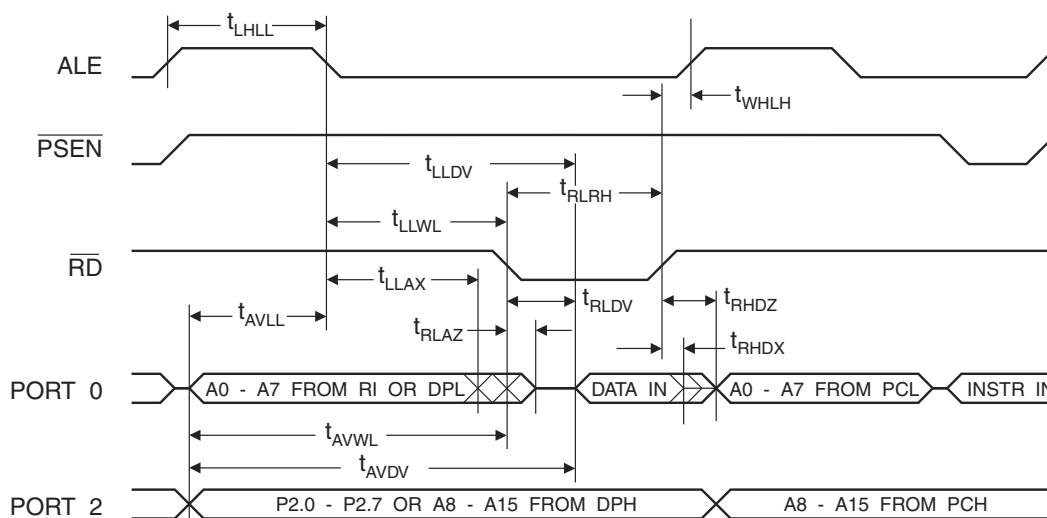 tLHLL
ALE
tWHLH
PSEN
tLLDV
tRLRH
tLLWL
RD
tLLAX
tRHDZ
tAVLL
tRLAZ
tRLDV
tRHDX
PORT 0
A0 - A7 FROM RI OR DPL
DATA IN
A0 - A7 FROM PCL
INSTR IN
tAVWL
tAVDV
PORT 2
P2.0 - P2.7 OR A8 - A15 FROM DPH
A8 - A15 FROM PCH